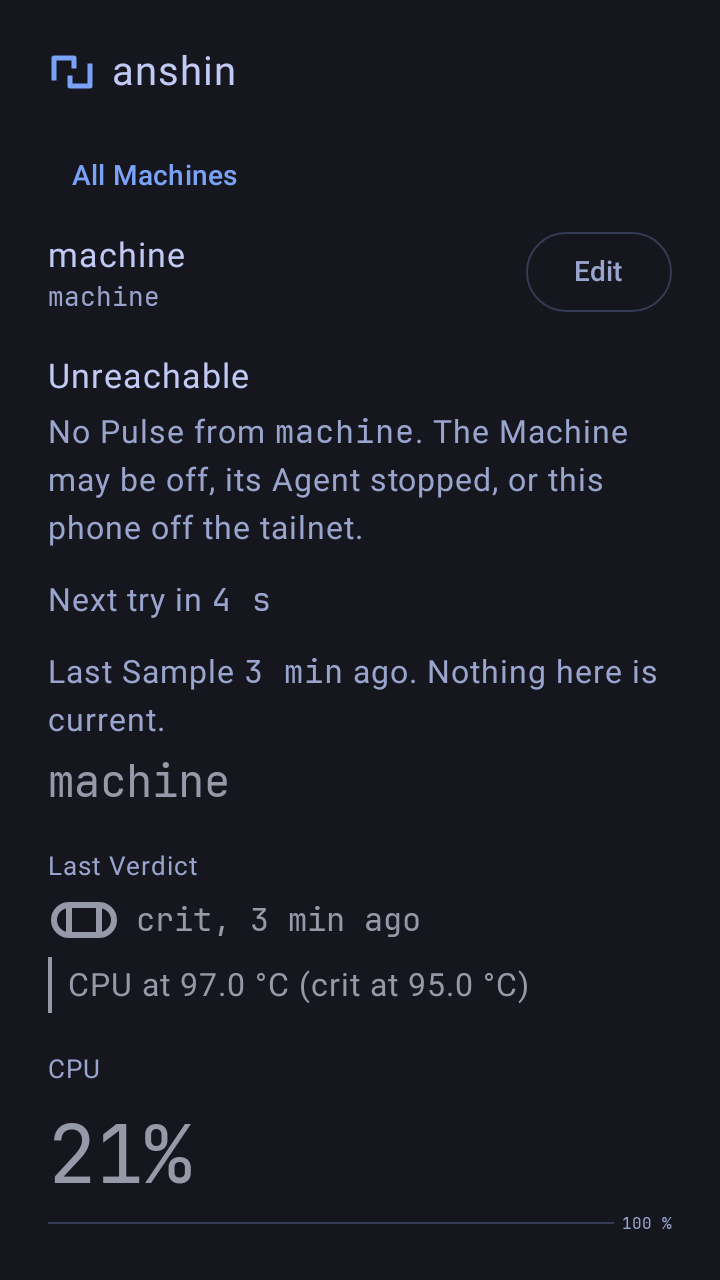 anshin
All Machines
machine
machine
Edit
Unreachable
No Pulse from machine. The Machine
may be off, its Agent stopped, or this
phone off the tailnet.
Next try in 4 s
Last Sample 3 min ago. Nothing here is
current.
machine
Last Verdict
crit, 3 min ago
CPU at 97.0 °C (crit at 95.0 °C)
CPU
21%
100 %